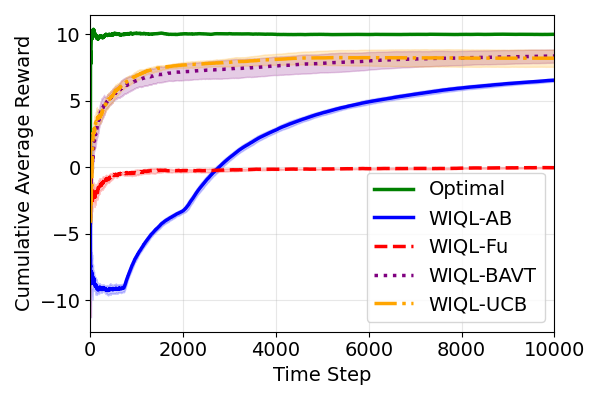 Cumulative Average Reward
10
5
0
−5
−10
Optimal
WIQL-AB
WIQL-Fu
WIQL-BAVT
WIQL-UCB
0 2000 4000 6000 8000 10000
Time Step